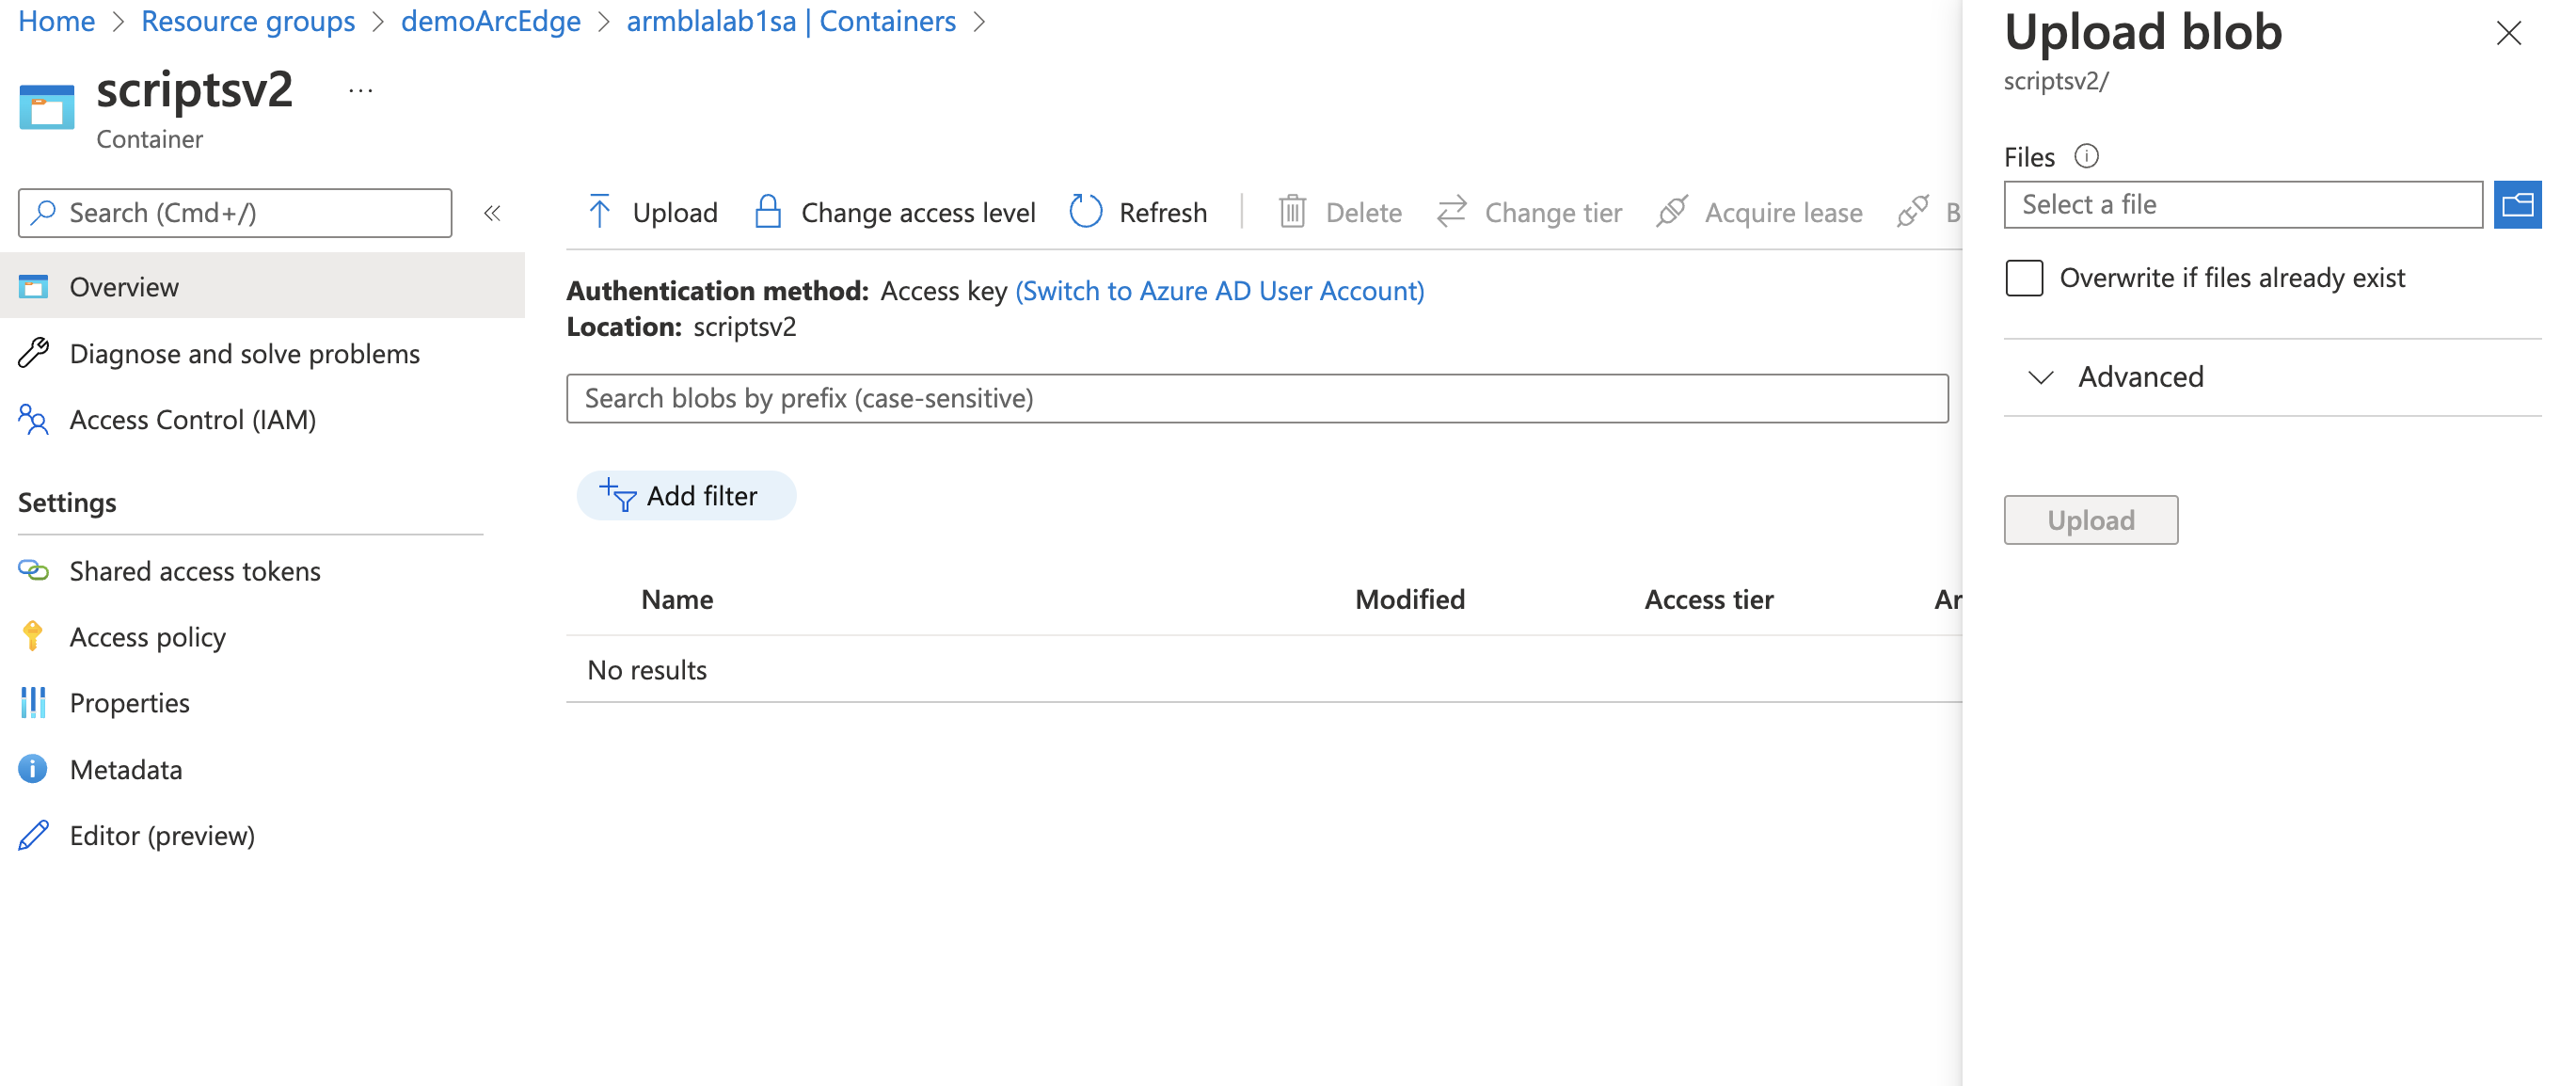 Home > Resource groups > demoArcEdge > armblalab1sa | Containers >
scriptsv2 ...
Container
Search (Cmd+/) «
Overview
Diagnose and solve problems
Access Control (IAM)
Settings
Shared access tokens
Access policy
Properties
Metadata
Editor (preview)
Upload Change access level Refresh Delete Change tier Acquire lease B
Authentication method: Access key (Switch to Azure AD User Account)
Location: scriptsv2
Search blobs by prefix (case-sensitive)
Add filter
Name Modified Access tier Ar
No results
Upload blob
scriptsv2/
Files
Select a file
Overwrite if files already exist
Advanced
Upload